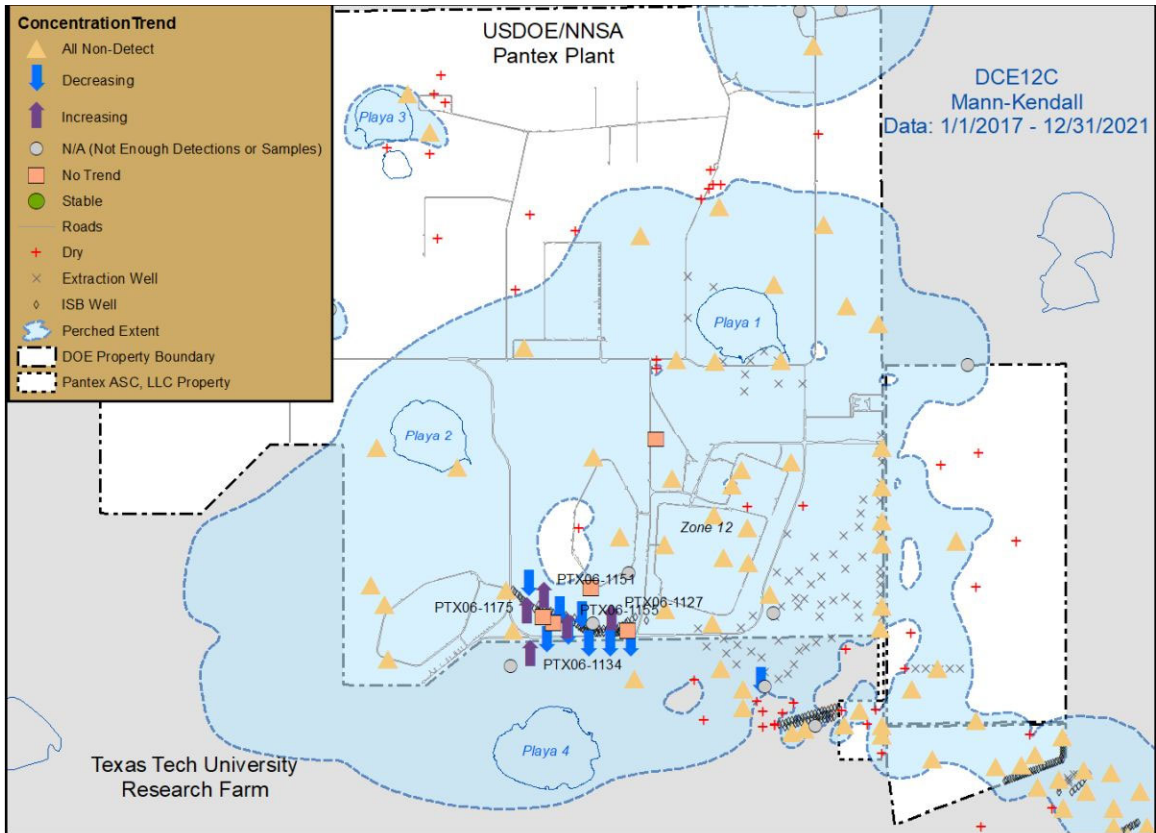 ConcentrationTrend
All Non-Detect
Decreasing
Increasing
N/A (Not Enough Detections or Samples)
No Trend
Stable
Roads
Dry
Extraction Well
ISB Well
Perched Extent
DOE Property Boundary
Pantex ASC, LLC Property
USDOE/NNSA
Pantex Plant
DCE12C
Mann-Kendall
Data: 1/1/2017 - 12/31/2021
Playa 3
Playa 1
Playa 2
Zone 12
PTX06-1151
PTX06-1175
PTX06-1155
PTX06-1127
PTX06-1134
Playa 4
Texas Tech University
Research Farm